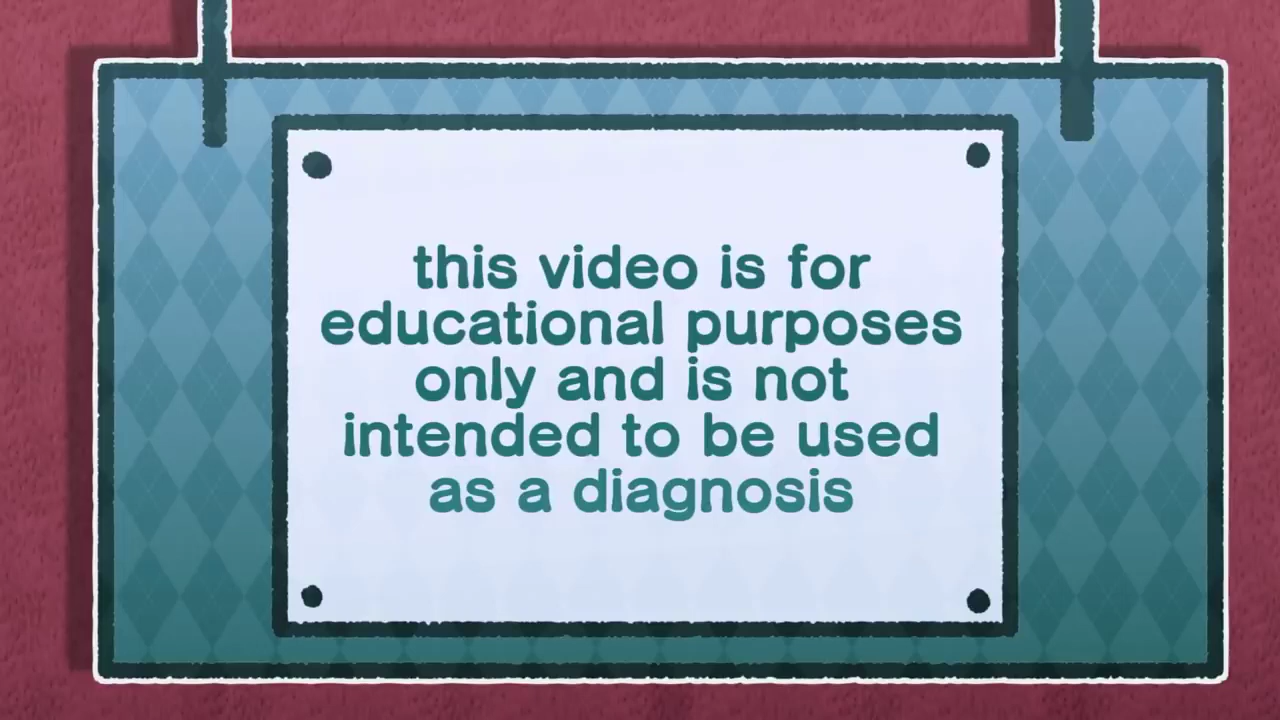 this video is for
educational purposes
only and is not
intended to be used
as a diagnosis